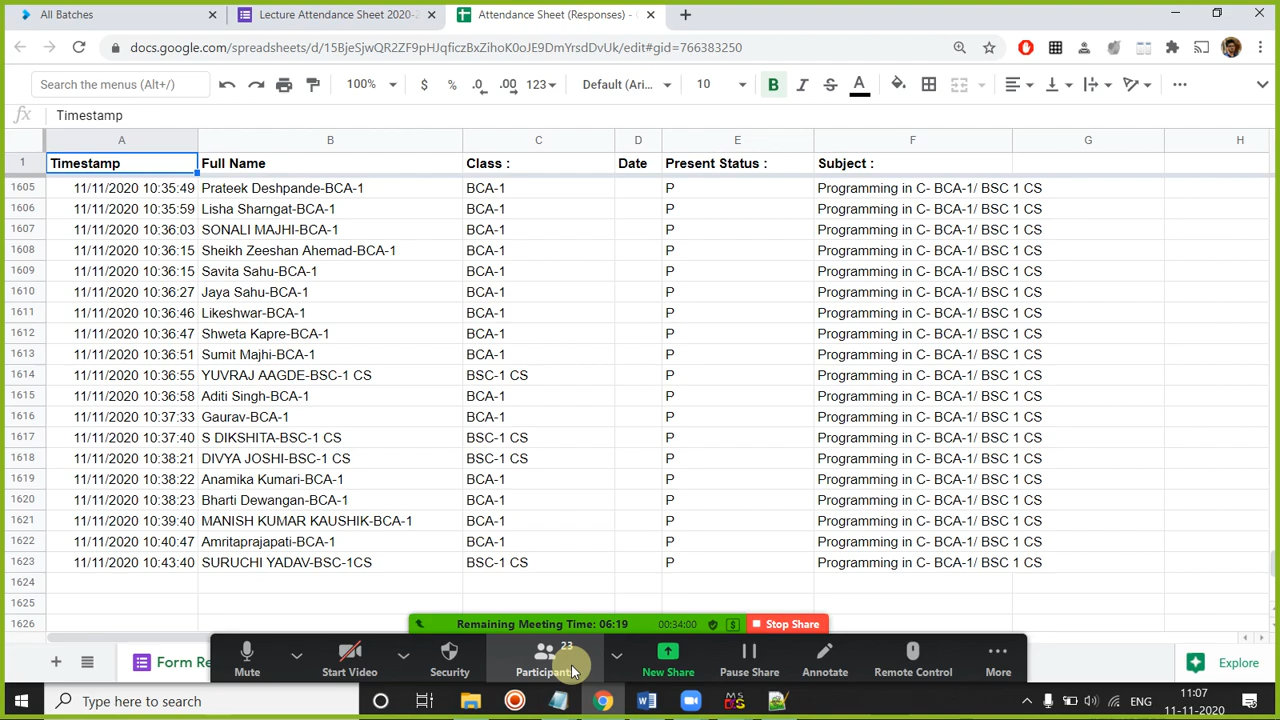 All Batches
Lecture Attendance Sheet 2020-2
Attendance Sheet (Responses) -
Search the menus (Alt+/)
100%
$ % .0 .00 123
Default (Ari...
10
B I S A
fx Timestamp
A B C D E F G H
1 Timestamp Full Name Class : Date Present Status : Subject :
1605 11/11/2020 10:35:49 Prateek Deshpande-BCA-1 BCA-1 P Programming in C- BCA-1/ BSC 1 CS
1606 11/11/2020 10:35:59 Lisha Sharngat-BCA-1 BCA-1 P Programming in C- BCA-1/ BSC 1 CS
1607 11/11/2020 10:36:03 SONALI MAJHI-BCA-1 BCA-1 P Programming in C- BCA-1/ BSC 1 CS
1608 11/11/2020 10:36:15 Sheikh Zeeshan Ahemad-BCA-1 BCA-1 P Programming in C- BCA-1/ BSC 1 CS
1609 11/11/2020 10:36:15 Savita Sahu-BCA-1 BCA-1 P Programming in C- BCA-1/ BSC 1 CS
1610 11/11/2020 10:36:27 Jaya Sahu-BCA-1 BCA-1 P Programming in C- BCA-1/ BSC 1 CS
1611 11/11/2020 10:36:46 Likeshwar-BCA-1 BCA-1 P Programming in C- BCA-1/ BSC 1 CS
1612 11/11/2020 10:36:47 Shweta Kapre-BCA-1 BCA-1 P Programming in C- BCA-1/ BSC 1 CS
1613 11/11/2020 10:36:51 Sumit Majhi-BCA-1 BCA-1 P Programming in C- BCA-1/ BSC 1 CS
1614 11/11/2020 10:36:55 YUVRAJ AAGDE-BSC-1 CS BSC-1 CS P Programming in C- BCA-1/ BSC 1 CS
1615 11/11/2020 10:36:58 Aditi Singh-BCA-1 BCA-1 P Programming in C- BCA-1/ BSC 1 CS
1616 11/11/2020 10:37:33 Gaurav-BCA-1 BCA-1 P Programming in C- BCA-1/ BSC 1 CS
1617 11/11/2020 10:37:40 S DIKSHITA-BSC-1 CS BSC-1 CS P Programming in C- BCA-1/ BSC 1 CS
1618 11/11/2020 10:38:21 DIVYA JOSHI-BSC-1 CS BSC-1 CS P Programming in C- BCA-1/ BSC 1 CS
1619 11/11/2020 10:38:22 Anamika Kumari-BCA-1 BCA-1 P Programming in C- BCA-1/ BSC 1 CS
1620 11/11/2020 10:38:23 Bharti Dewangan-BCA-1 BCA-1 P Programming in C- BCA-1/ BSC 1 CS
1621 11/11/2020 10:39:40 MANISH KUMAR KAUSHIK-BCA-1 BCA-1 P Programming in C- BCA-1/ BSC 1 CS
1622 11/11/2020 10:40:47 Amritaprajapati-BCA-1 BCA-1 P Programming in C- BCA-1/ BSC 1 CS
1623 11/11/2020 10:43:40 SURUCHI YADAV-BSC-1CS BSC-1 CS P Programming in C- BCA-1/ BSC 1 CS
1624
1625
1626
Remaining Meeting Time: 06:19 00:34:00 $ Stop Share
23
Mute Start Video Security Participants New Share Pause Share Annotate Remote Control More
Form Re
Explore
Type here to search
ENG
11:07
11-11-2020